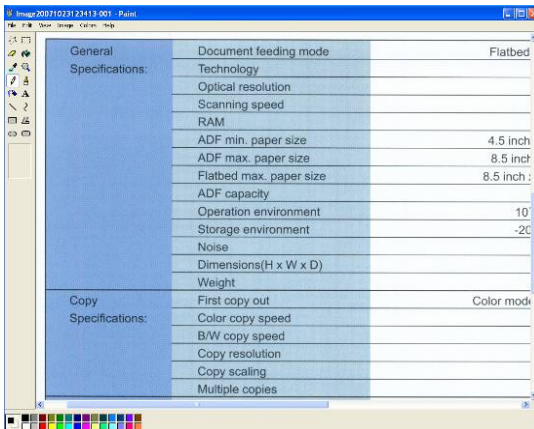 Image20071023123413-001 - Paint
File Edit View Image Colors Help
General Document feeding mode Flatbed
Specifications: Technology
Optical resolution
Scanning speed
RAM
ADF min. paper size 4.5 inch
ADF max. paper size 8.5 inch
Flatbed max. paper size 8.5 inch
ADF capacity
Operation environment 10
Storage environment -20
Noise
Dimensions(H x W x D)
Weight
Copy First copy out Color mode
Specifications: Color copy speed
B/W copy speed
Copy resolution
Copy scaling
Multiple copies